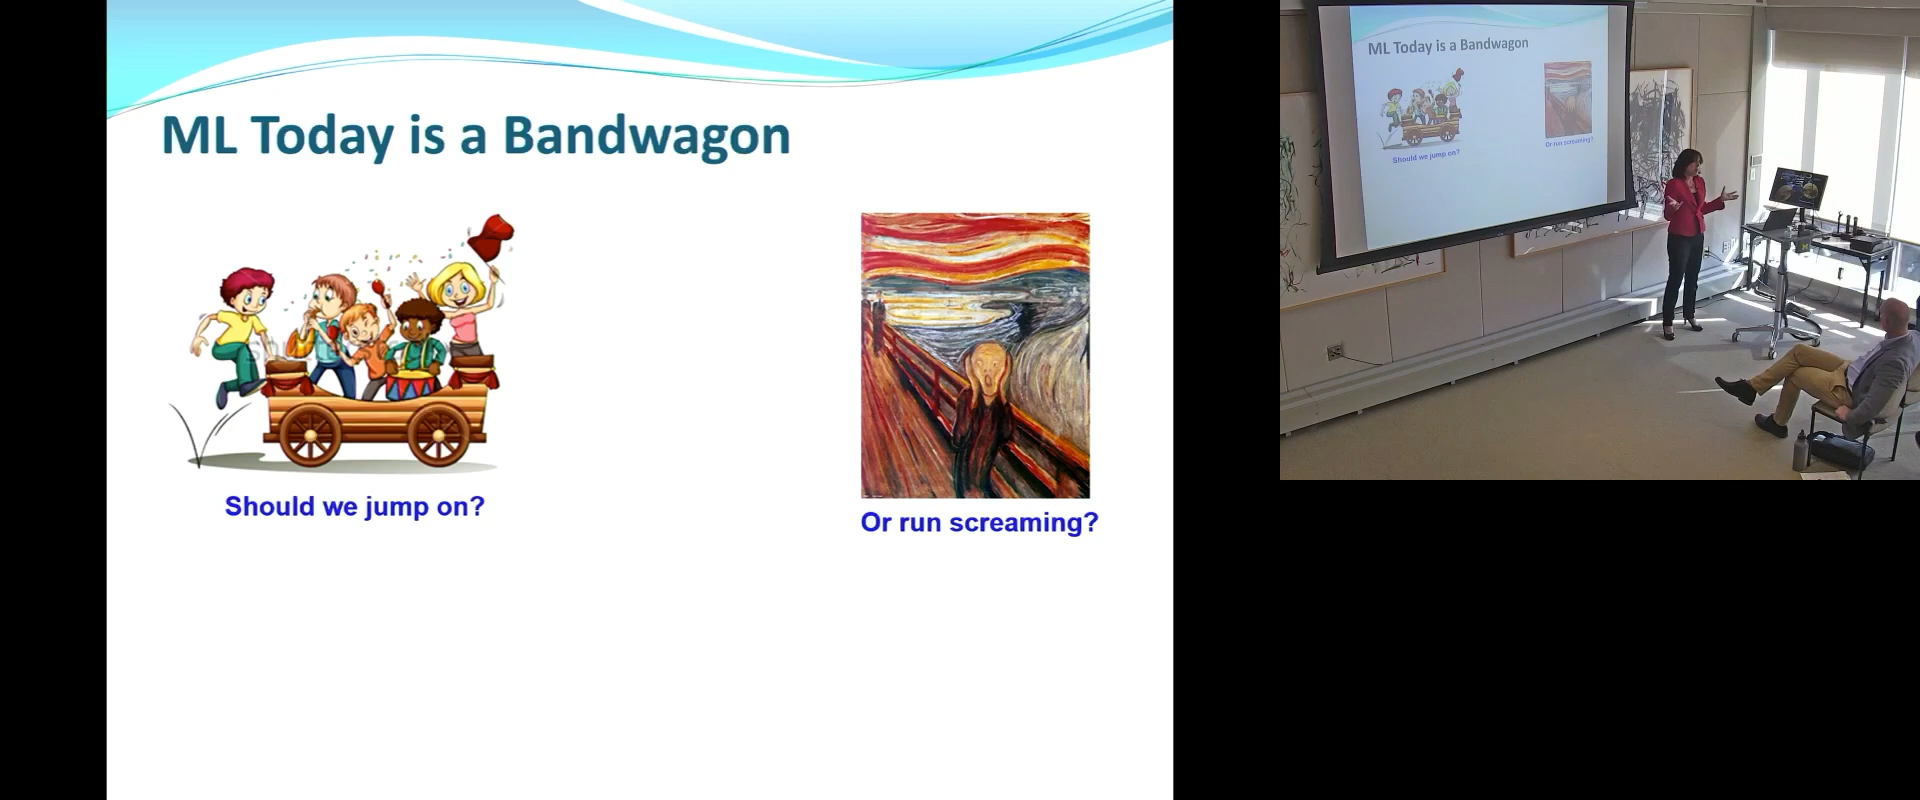 ML Today is a Bandwagon
Should we jump on?
Or run screaming?
ML Today is a Bandwagon
Should we jump on?
Or run screaming?